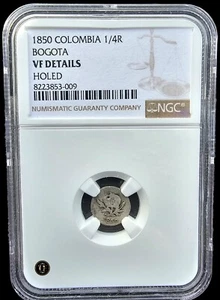 1850 COLOMBIA 1/4R
BOGOTA
VF DETAILS
HOLED
8223853-009
NUMISMATIC GUARANTY COMPANY
NGC
G